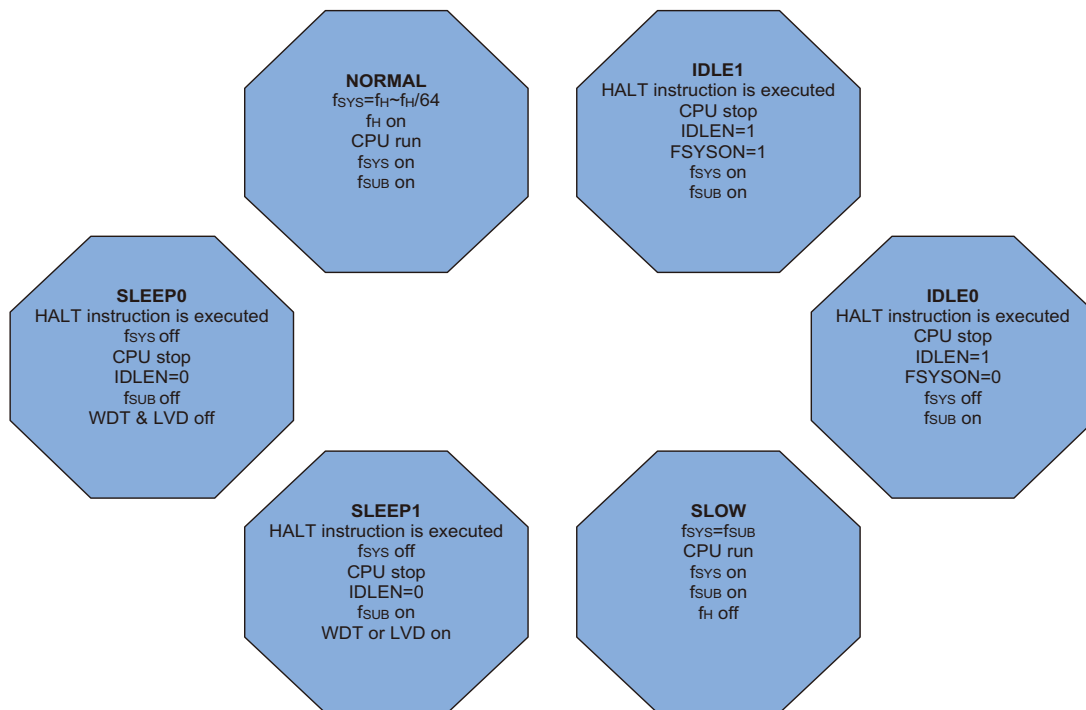 NORMAL
fSYS=fH~fH/64
fH on
CPU run
fSYS on
fSUB on
IDLE1
HALT instruction is executed
CPU stop
IDLEN=1
FSYSON=1
fSYS on
fSUB on
SLEEP0
HALT instruction is executed
fSYS off
CPU stop
IDLEN=0
fSUB off
WDT & LVD off
IDLE0
HALT instruction is executed
CPU stop
IDLEN=1
FSYSON=0
fSYS off
fSUB on
SLEEP1
HALT instruction is executed
fSYS off
CPU stop
IDLEN=0
fSUB on
WDT or LVD on
SLOW
fSYS=fSUB
CPU run
fSYS on
fSUB on
fH off